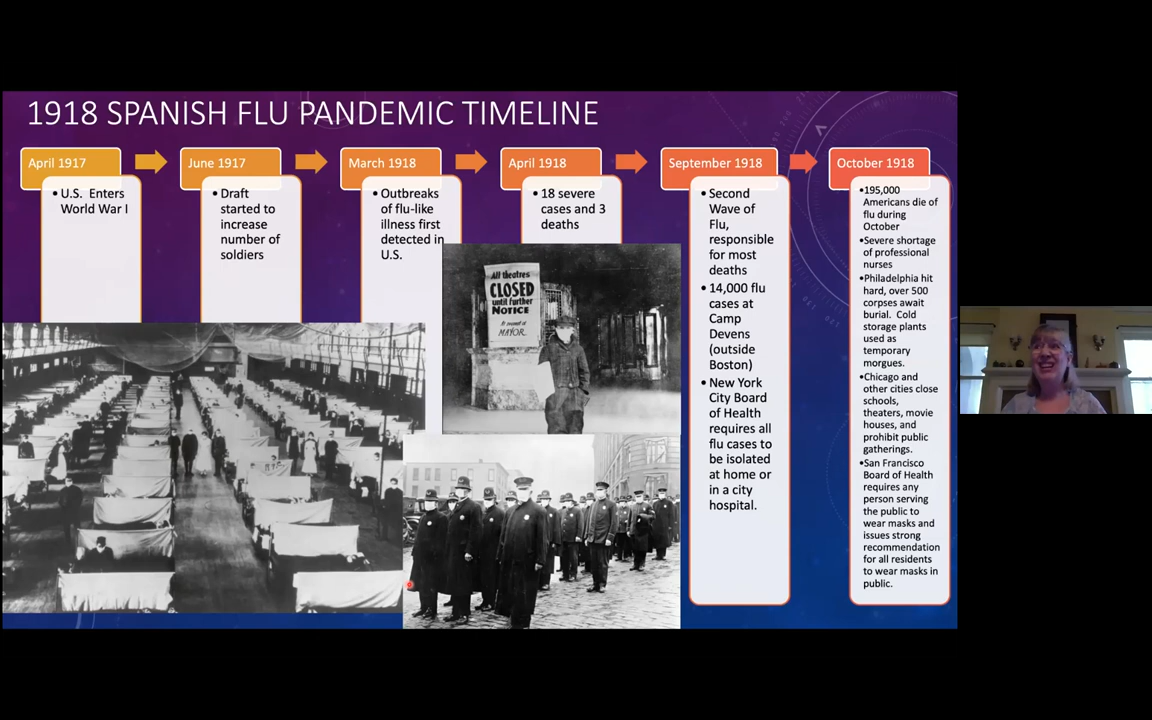 1918 SPANISH FLU PANDEMIC TIMELINE
April 1917
• U.S. Enters
World War I
June 1917
• Draft
started to
increase
number of
soldiers
March 1918
• Outbreaks
of flu-like
illness first
detected in
U.S.
April 1918
• 18 severe
cases and 3
deaths
All theatres
CLOSED
until further
NOTICE
MAYOR
September 1918
• Second
Wave of
Flu,
responsible
for most
deaths
• 14,000 flu
cases at
Camp
Devens
(outside
Boston)
• New York
City Board
of Health
requires all
flu cases to
be isolated
at home or
in a city
hospital.
October 1918
•195,000
Americans die of
flu during
October
•Severe shortage
of professional
nurses
•Philadelphia hit
hard, over 500
corpses await
burial. Cold
storage plants
used as
temporary
morgues.
•Chicago and
other cities close
schools,
theaters, movie
houses, and
prohibit public
gatherings.
•San Francisco
Board of Health
requires any
person serving
the public to
wear masks and
issues strong
recommendation
for all residents
to wear masks in
public.